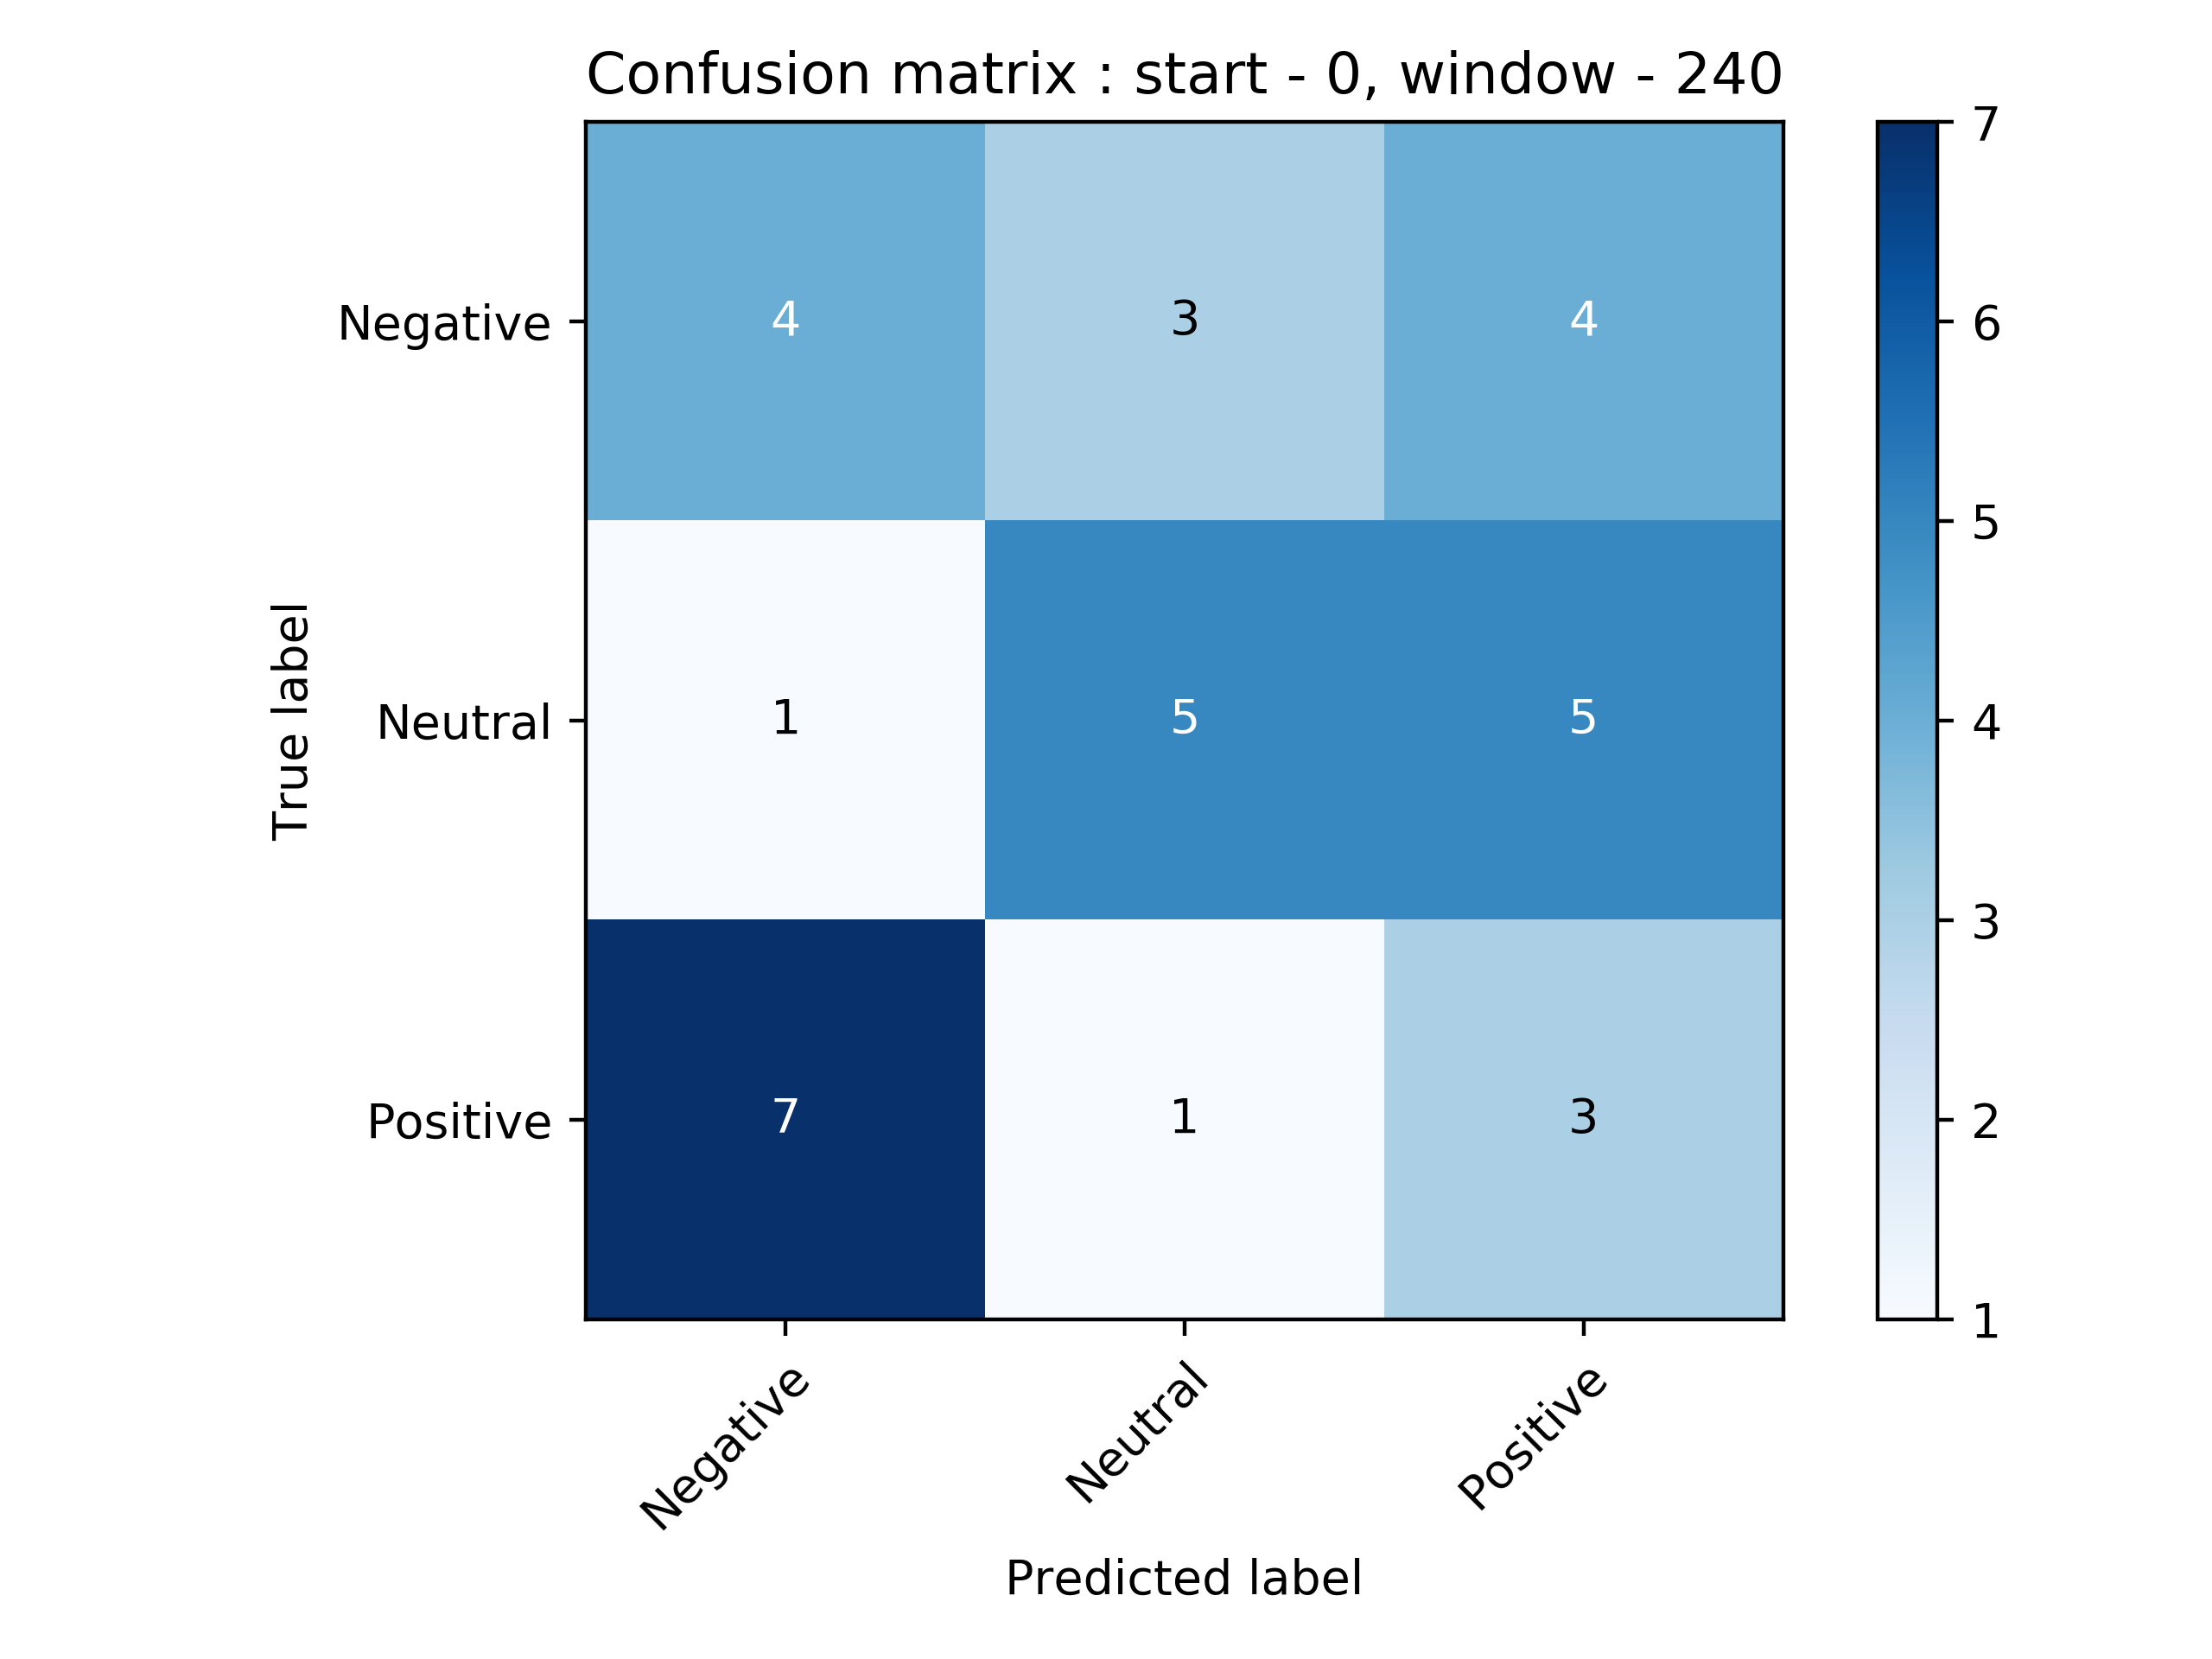 Confusion matrix : start - 0, window - 240
Negative 4 3 4
Neutral 1 5 5
Positive 7 1 3
True label
Negative Neutral Positive
Predicted label
7
6
5
4
3
2
1